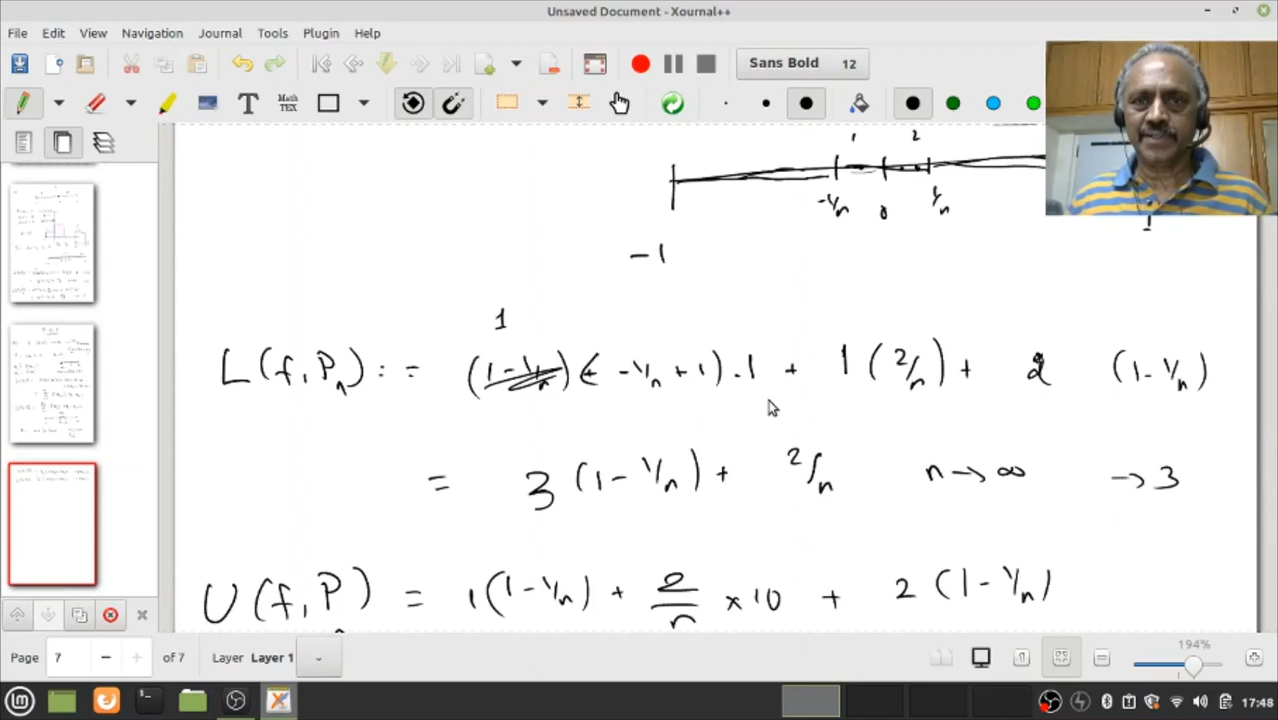 Unsaved Document - Xournal++
File Edit View Navigation Journal Tools Plugin Help
Sans Bold 12
Math TEX
1 2
-1/n 0 1/n
-1
1
L(f, Pn) := (1 - 1/n) (-1/n + 1) . 1 + 1 (2/n) + 2 (1 - 1/n)
= 3 (1 - 1/n) + 2/n n → ∞ → 3
U(f, P) = 1 (1 - 1/n) + 2/n × 10 + 2 (1 - 1/n)
Page 7 of 7 Layer Layer 1 194%
17:48